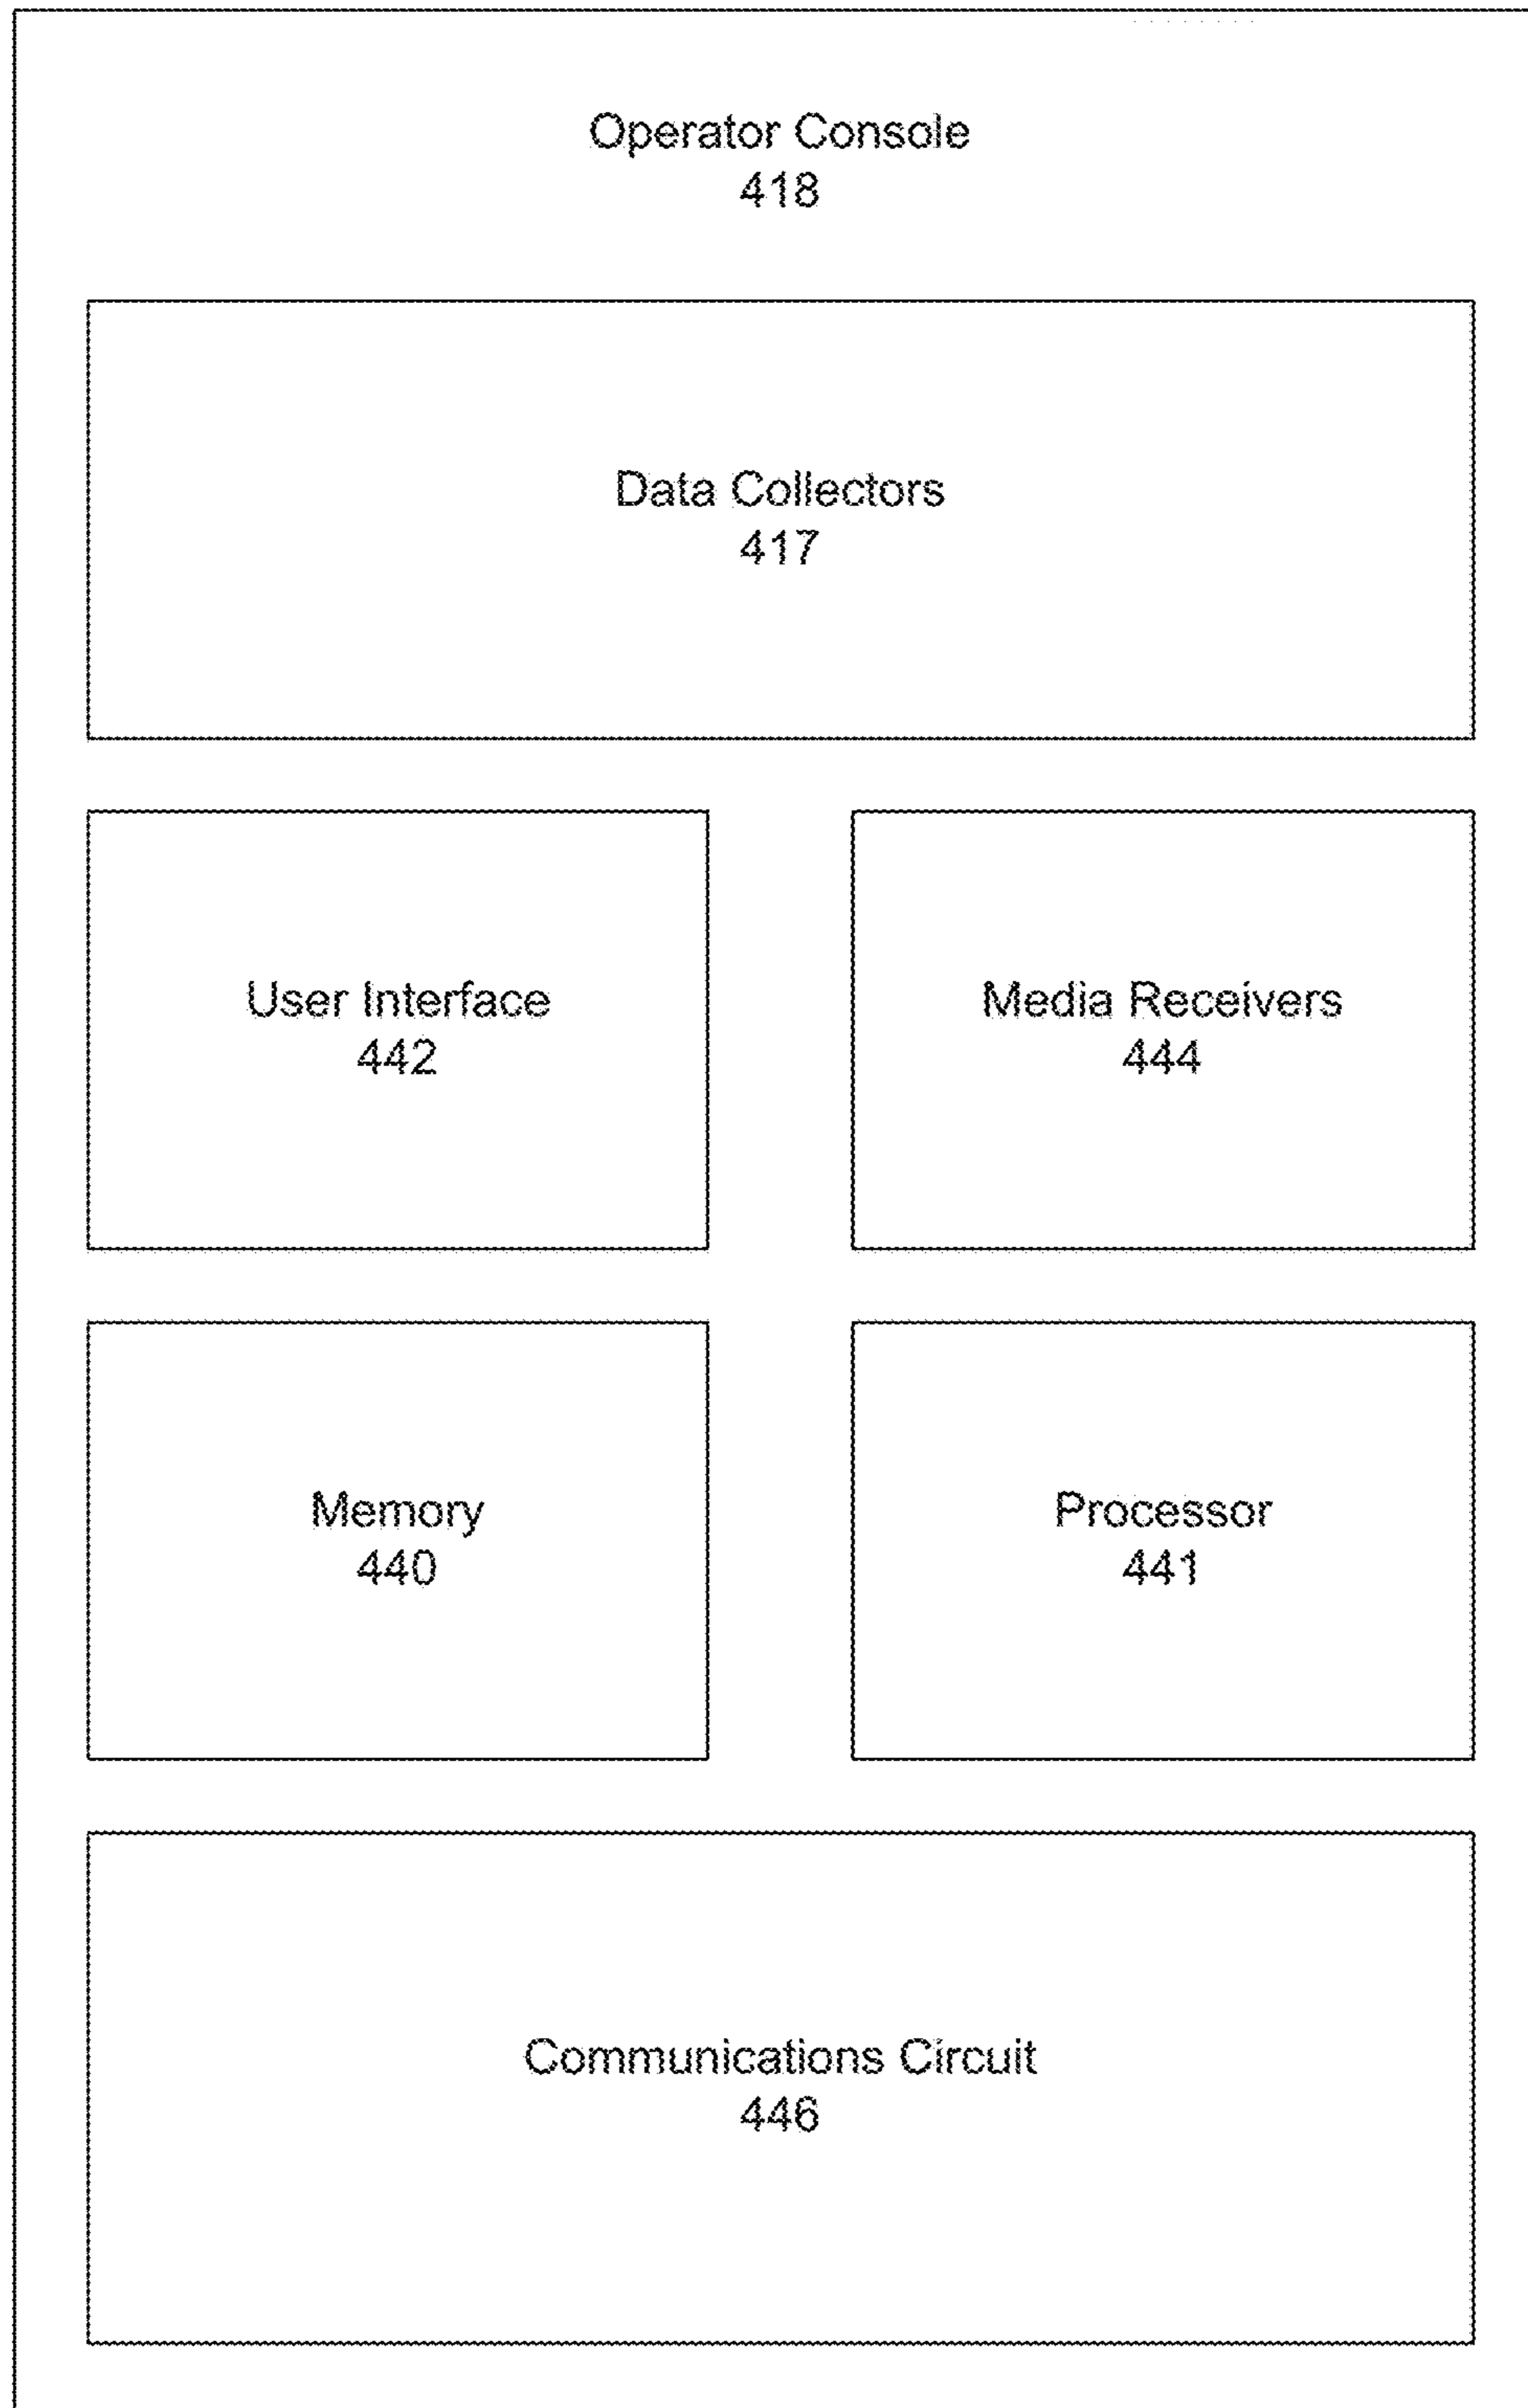 Operator Console
418
Data Collectors
417
User Interface
442
Media Receivers
444
Memory
440
Processor
441
Communications Circuit
446